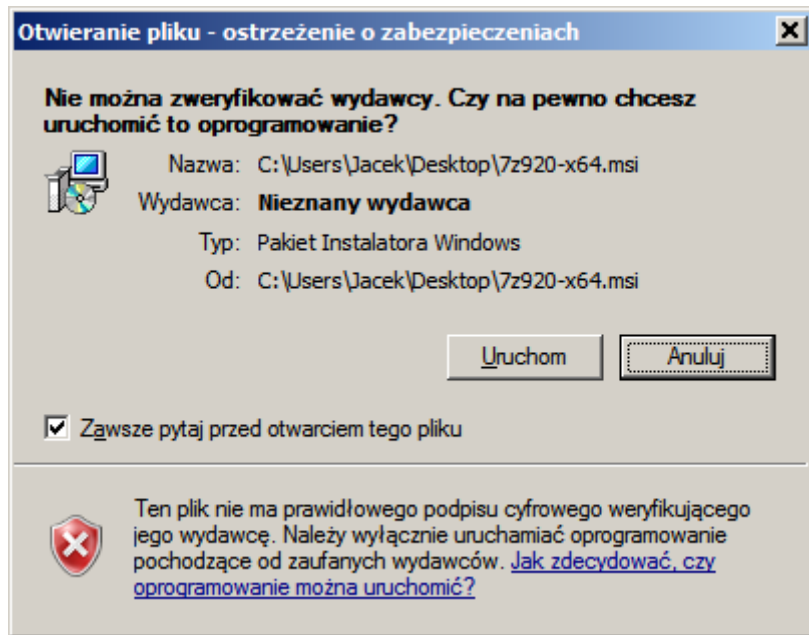 Otwieranie pliku - ostrzeżenie o zabezpieczeniach
Nie można zweryfikować wydawcy. Czy na pewno chcesz
uruchomić to oprogramowanie?
Nazwa: C:\Users\Jacek\Desktop\7z920-x64.msi
Wydawca: Nieznany wydawca
Typ: Pakiet Instalatora Windows
Od: C:\Users\Jacek\Desktop\7z920-x64.msi
Uruchom Anuluj
Zawsze pytaj przed otwarciem tego pliku
Ten plik nie ma prawidłowego podpisu cyfrowego weryfikującego
jego wydawcę. Należy wyłącznie uruchamiać oprogramowanie
pochodzące od zaufanych wydawców. Jak zdecydować, czy
oprogramowanie można uruchomić?